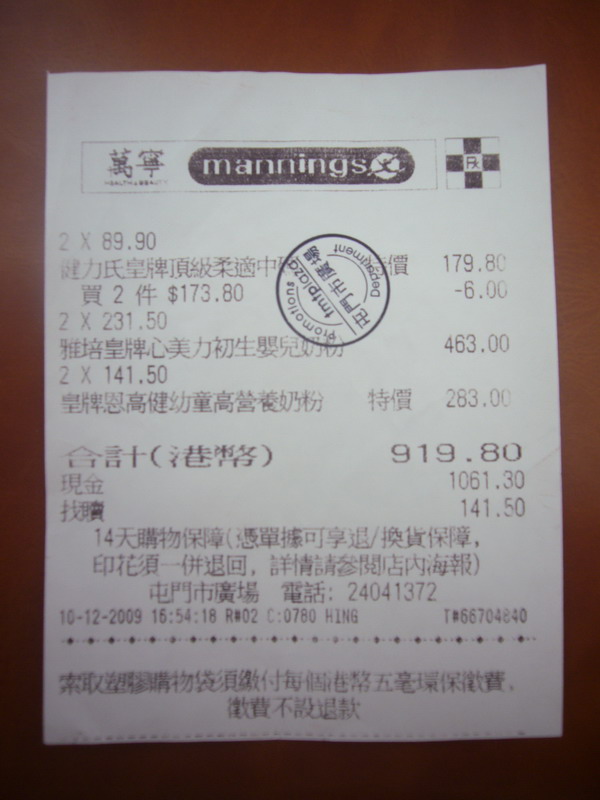 萬寧 mannings Rx
HEALTH & BEAUTY
2 X 89.90
健力氏皇牌頂級柔適中 特價 179.80
買 2 件 $173.80 -6.00
屯門市廣場
tmtplaza
Promotions
Department
2 X 231.50
雅培皇牌心美力初生嬰兒奶粉 463.00
2 X 141.50
皇牌恩高健幼童高營養奶粉 特價 283.00
合計(港幣) 919.80
現金 1061.30
找贖 141.50
14天購物保障(憑單據可享退/換貨保障,
印花須一併退回, 詳情請參閱店內海報)
屯門市廣場 電話: 24041372
10-12-2009 16:54:18 R#02 C:0780 HING T#66704840
索取塑膠購物袋須繳付每個港幣五毫環保徵費,
徵費不設退款